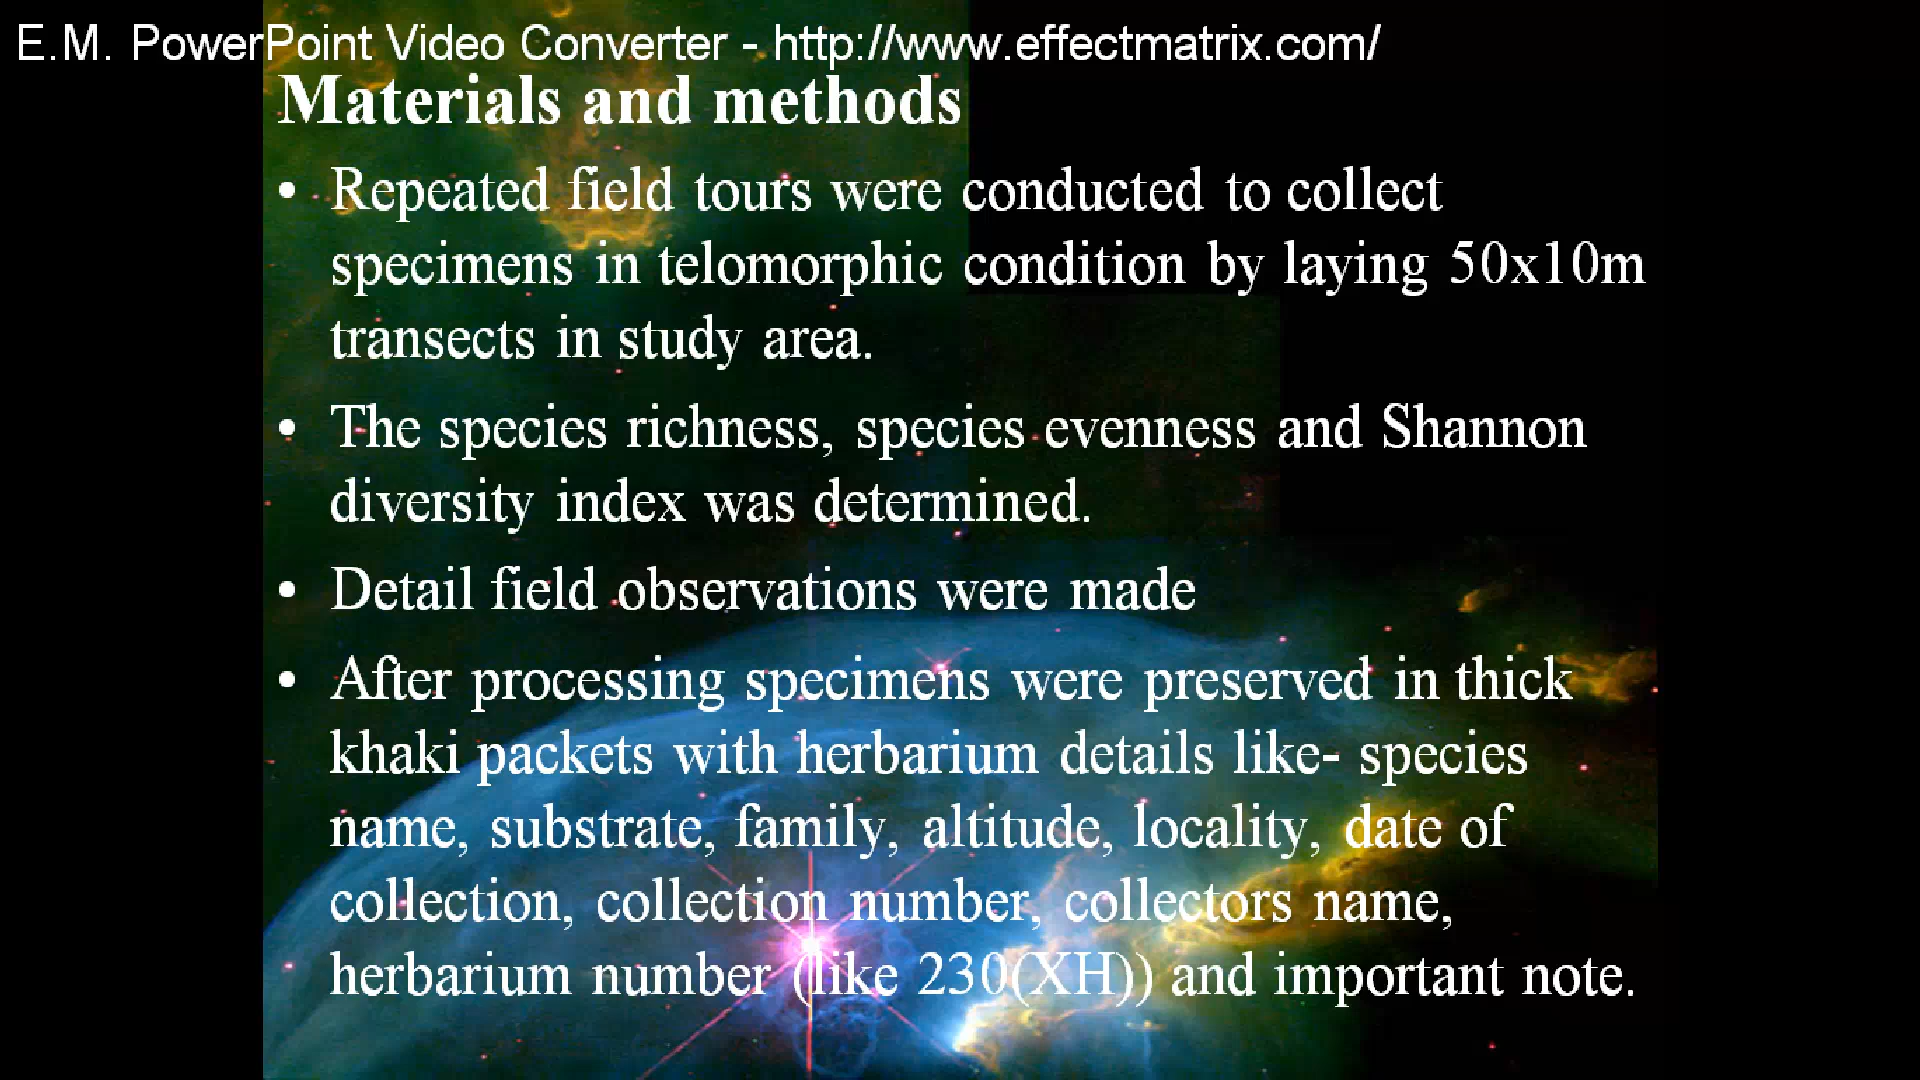 E.M. PowerPoint Video Converter - http://www.effectmatrix.com/
Materials and methods
• Repeated field tours were conducted to collect
specimens in telomorphic condition by laying 50x10m
transects in study area.
• The species richness, species evenness and Shannon
diversity index was determined.
• Detail field observations were made
• After processing specimens were preserved in thick
khaki packets with herbarium details like- species
name, substrate, family, altitude, locality, date of
collection, collection number, collectors name,
herbarium number (like 230(XH)) and important note.